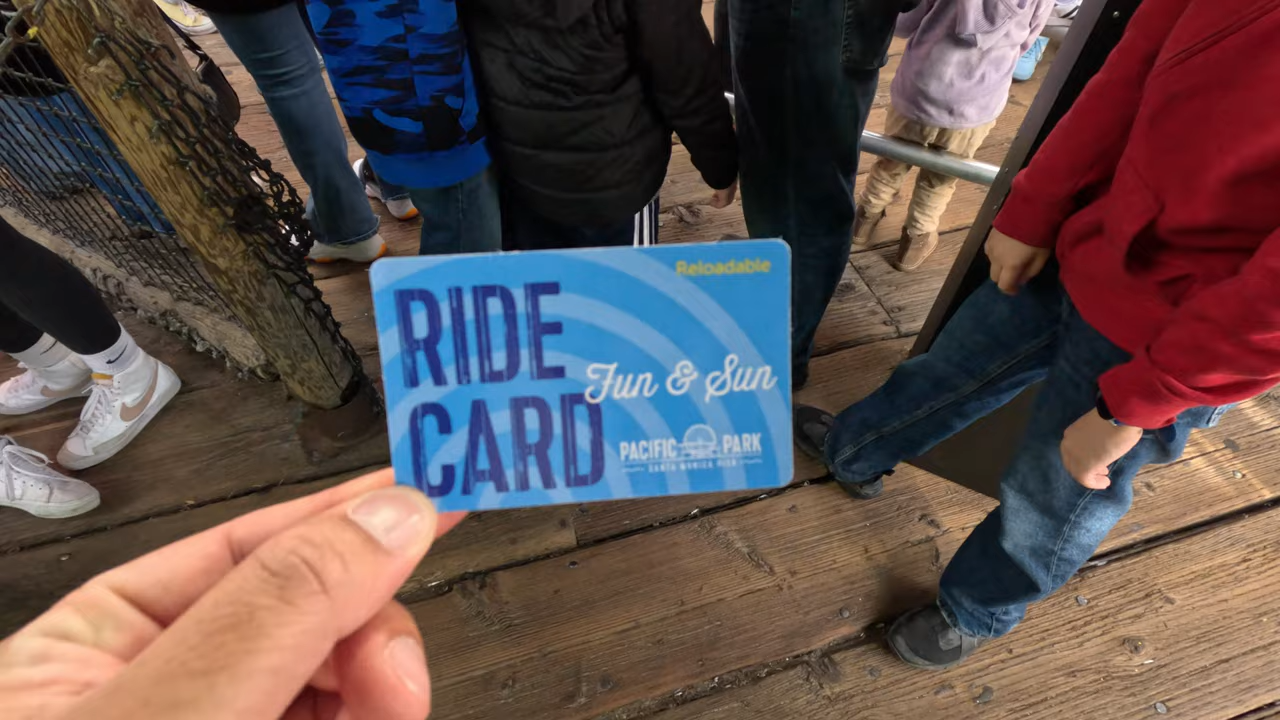 Reloadable
RIDE
CARD
Fun & Sun
PACIFIC PARK
SANTA MONICA PIER